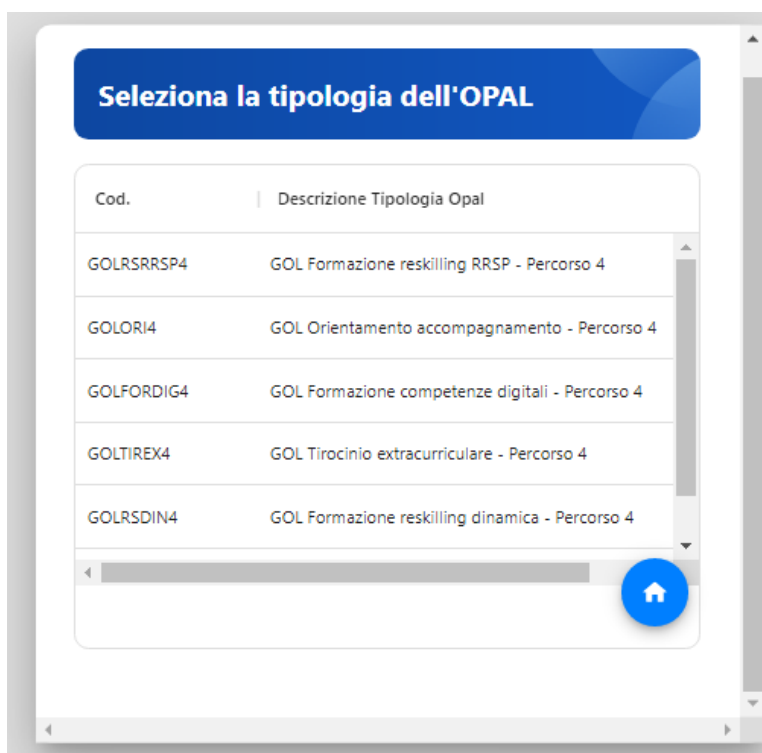 Seleziona la tipologia dell'OPAL
Cod. Descrizione Tipologia Opal
GOLRSRRSP4 GOL Formazione reskilling RRSP - Percorso 4
GOLORI4 GOL Orientamento accompagnamento - Percorso 4
GOLFORDIG4 GOL Formazione competenze digitali - Percorso 4
GOLTIREX4 GOL Tirocinio extracurriculare - Percorso 4
GOLRSDIN4 GOL Formazione reskilling dinamica - Percorso 4